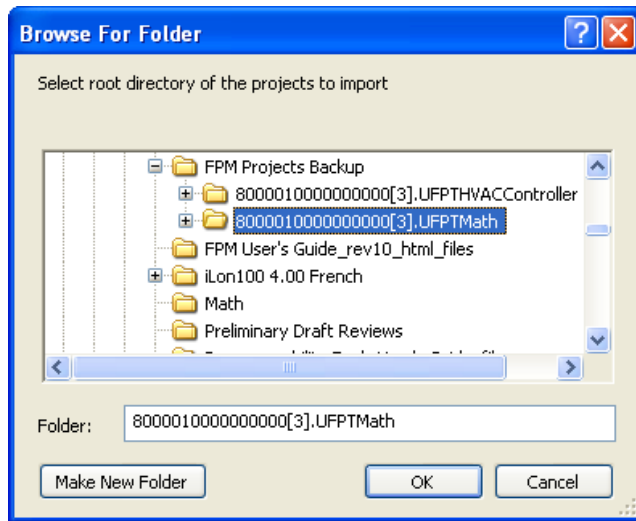 Browse For Folder
Select root directory of the projects to import
FPM Projects Backup
8000010000000000[3].UFPTHVACController
8000010000000000[3].UFPTMath
FPM User's Guide_rev10_html_files
iLon100 4.00 French
Math
Preliminary Draft Reviews
Folder:
8000010000000000[3].UFPTMath
Make New Folder
OK
Cancel